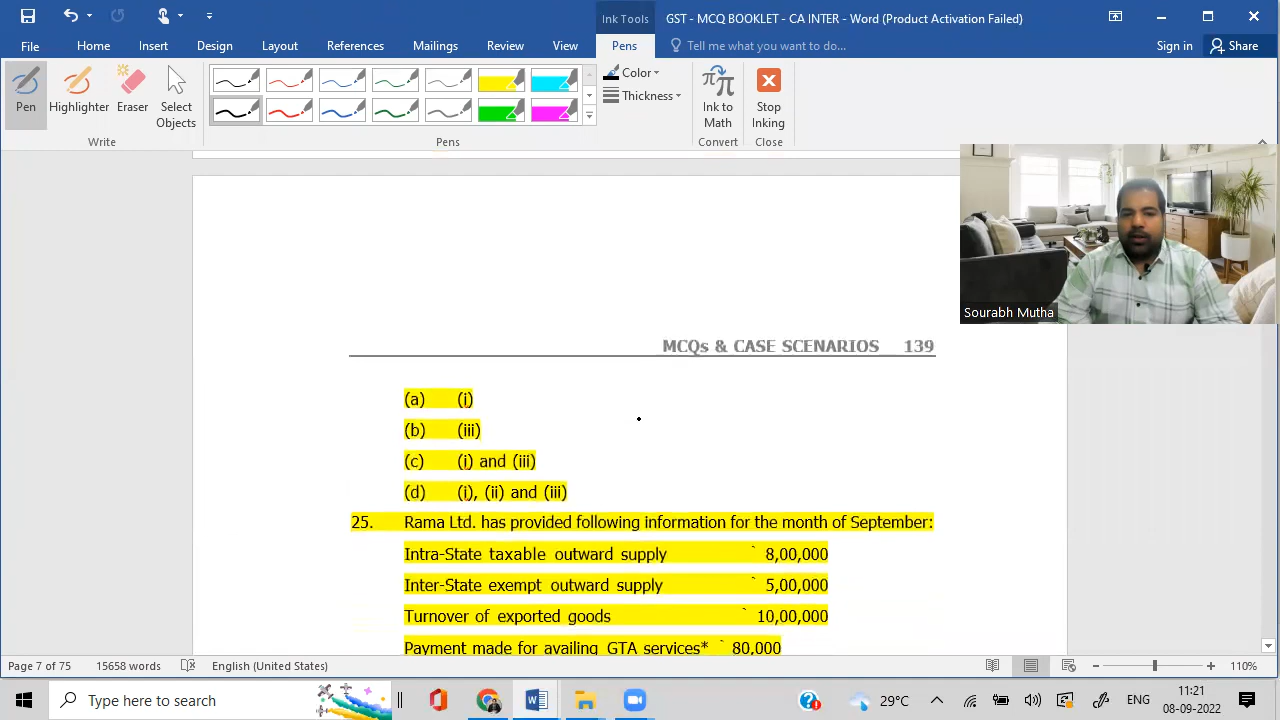 GST - MCQ BOOKLET - CA INTER - Word (Product Activation Failed)
Ink Tools
File Home Insert Design Layout References Mailings Review View Pens Tell me what you want to do... Sign in Share
Pen Highlighter Eraser Select Objects
Color
Thickness
Ink to Math
Stop Inking
Write Pens Convert Close
Sourabh Mutha
MCQs & CASE SCENARIOS 139
(a) (i)
(b) (iii)
(c) (i) and (iii)
(d) (i), (ii) and (iii)
25. Rama Ltd. has provided following information for the month of September:
Intra-State taxable outward supply ` 8,00,000
Inter-State exempt outward supply ` 5,00,000
Turnover of exported goods ` 10,00,000
Payment made for availing GTA services* ` 80,000
Page 7 of 75 15658 words English (United States) 110%
Type here to search 29°C ENG 11:21
08-09-2022